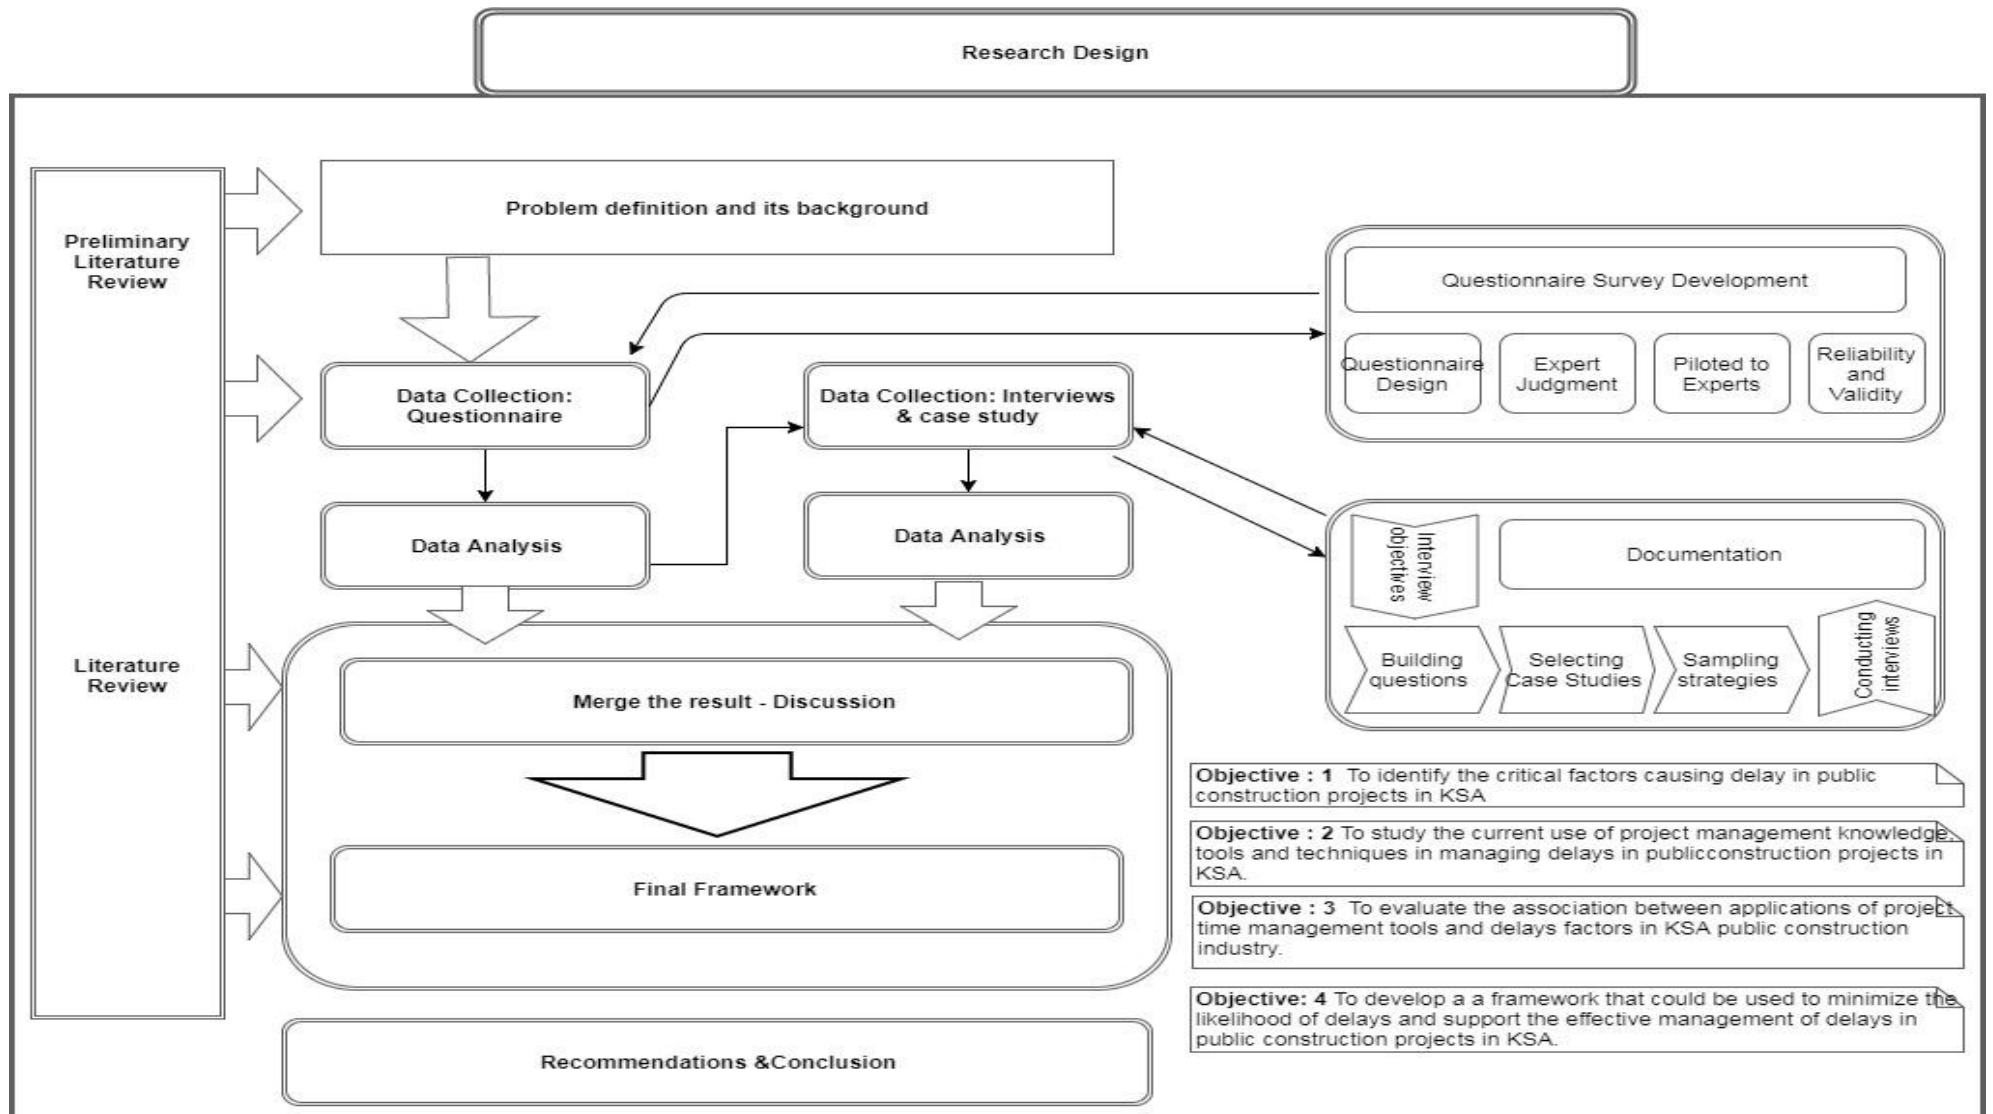 Research Design
Preliminary
Literature
Review
Literature
Review
Problem definition and its background
Data Collection:
Questionnaire
Data Collection: Interviews
& case study
Data Analysis
Data Analysis
Merge the result - Discussion
Final Framework
Recommendations &Conclusion
Questionnaire Survey Development
Questionnaire
Design
Expert
Judgment
Piloted to
Experts
Reliability
and
Validity
Interview
objectives
Documentation
Building
questions
Selecting
Case Studies
Sampling
strategies
Conducting
interviews
Objective : 1 To identify the critical factors causing delay in public
construction projects in KSA
Objective : 2 To study the current use of project management knowledge,
tools and techniques in managing delays in publicconstruction projects in
KSA.
Objective : 3 To evaluate the association between applications of project
time management tools and delays factors in KSA public construction
industry.
Objective: 4 To develop a a framework that could be used to minimize the
likelihood of delays and support the effective management of delays in
public construction projects in KSA.